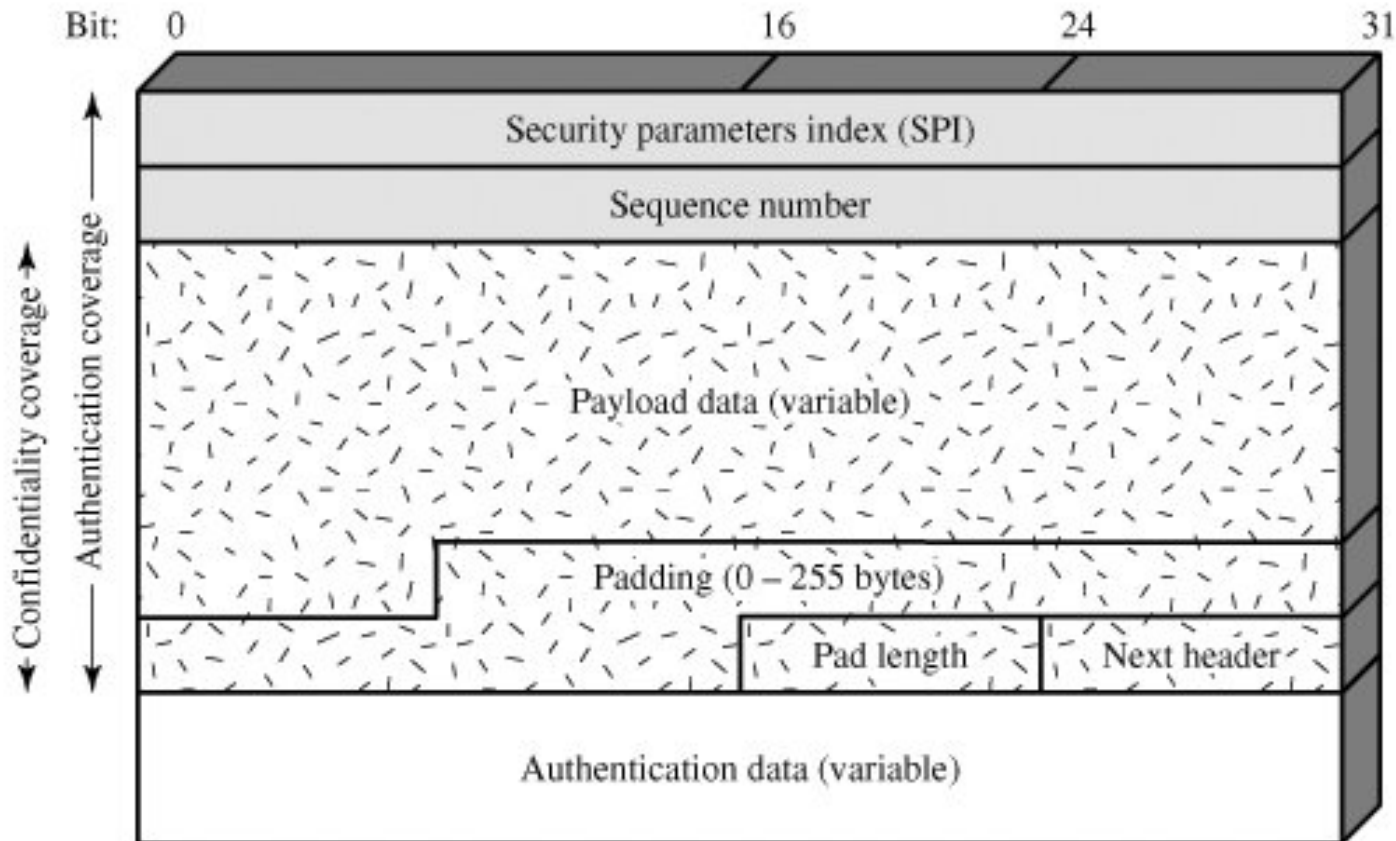 Bit: 0 16 24 31
Security parameters index (SPI)
Sequence number
Payload data (variable)
Padding (0 – 255 bytes)
Pad length Next header
Authentication data (variable)
Confidentiality coverage
Authentication coverage